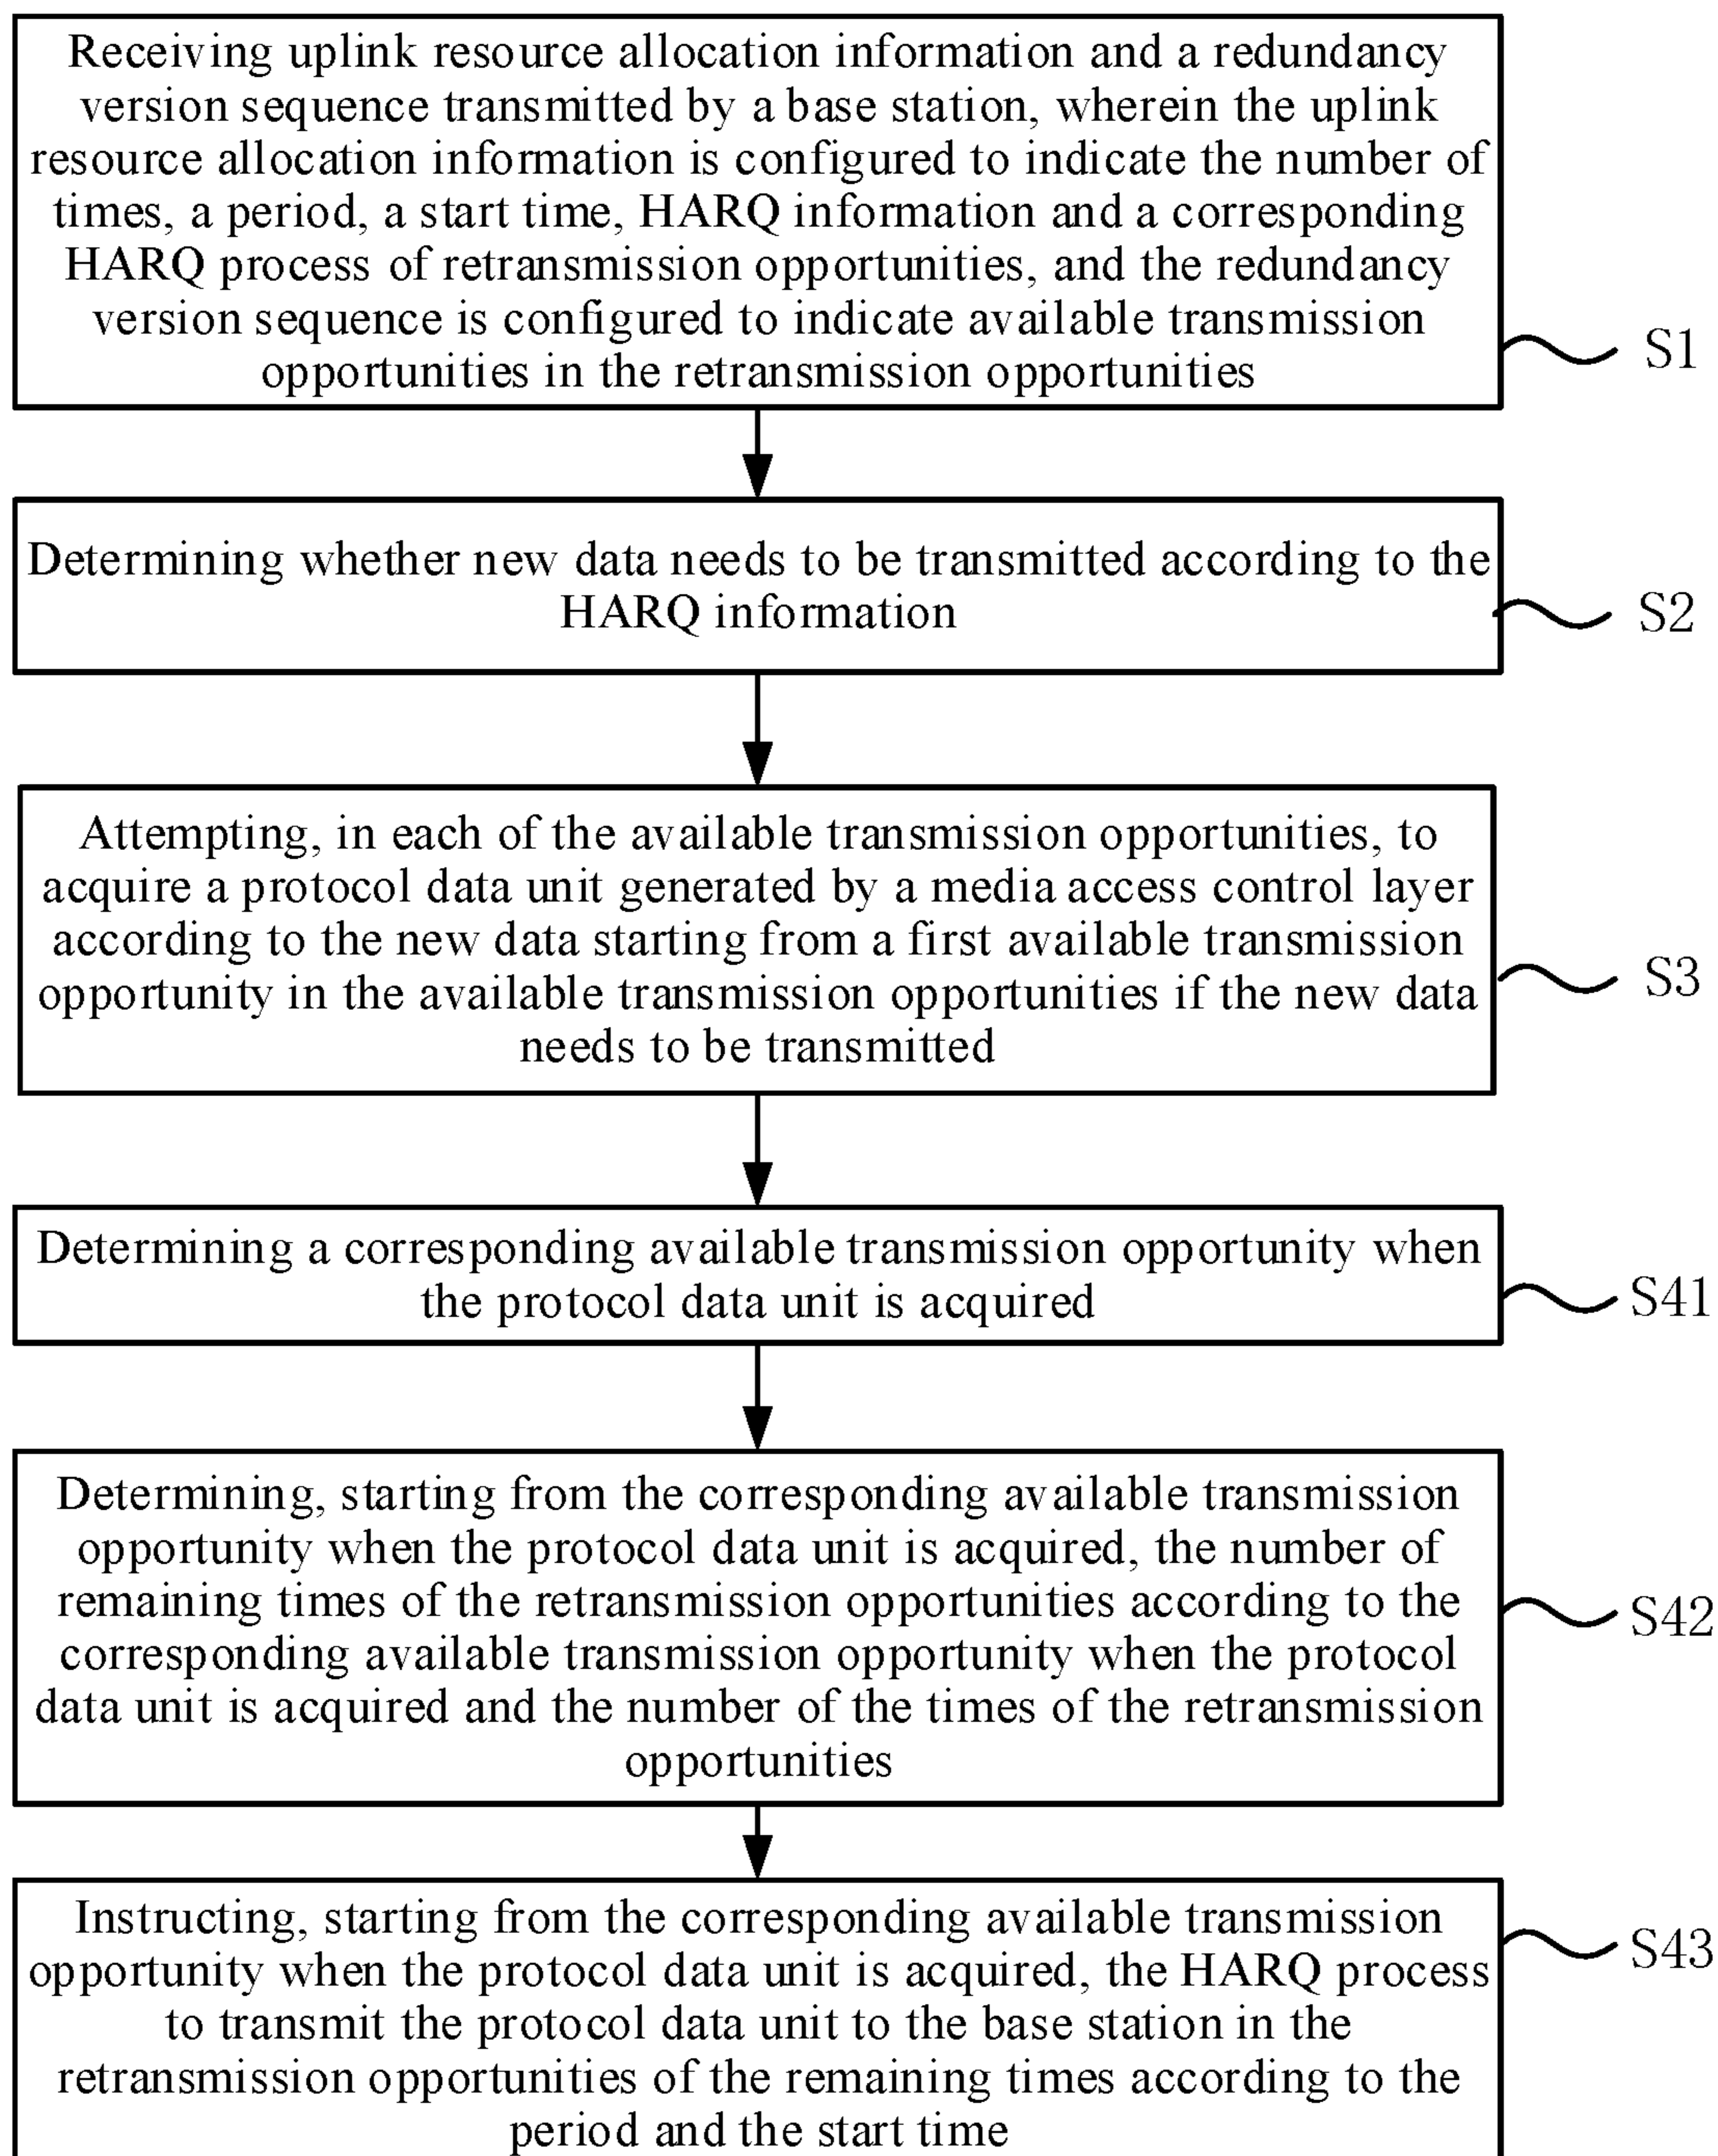 Receiving uplink resource allocation information and a redundancy
version sequence transmitted by a base station, wherein the uplink
resource allocation information is configured to indicate the number of
times, a period, a start time, HARQ information and a corresponding
HARQ process of retransmission opportunities, and the redundancy
version sequence is configured to indicate available transmission
opportunities in the retransmission opportunities
S1
Determining whether new data needs to be transmitted according to the
HARQ information
S2
Attempting, in each of the available transmission opportunities, to
acquire a protocol data unit generated by a media access control layer
according to the new data starting from a first available transmission
opportunity in the available transmission opportunities if the new data
needs to be transmitted
S3
Determining a corresponding available transmission opportunity when
the protocol data unit is acquired
S41
Determining, starting from the corresponding available transmission
opportunity when the protocol data unit is acquired, the number of
remaining times of the retransmission opportunities according to the
corresponding available transmission opportunity when the protocol
data unit is acquired and the number of the times of the retransmission
opportunities
S42
Instructing, starting from the corresponding available transmission
opportunity when the protocol data unit is acquired, the HARQ process
to transmit the protocol data unit to the base station in the
retransmission opportunities of the remaining times according to the
period and the start time
S43